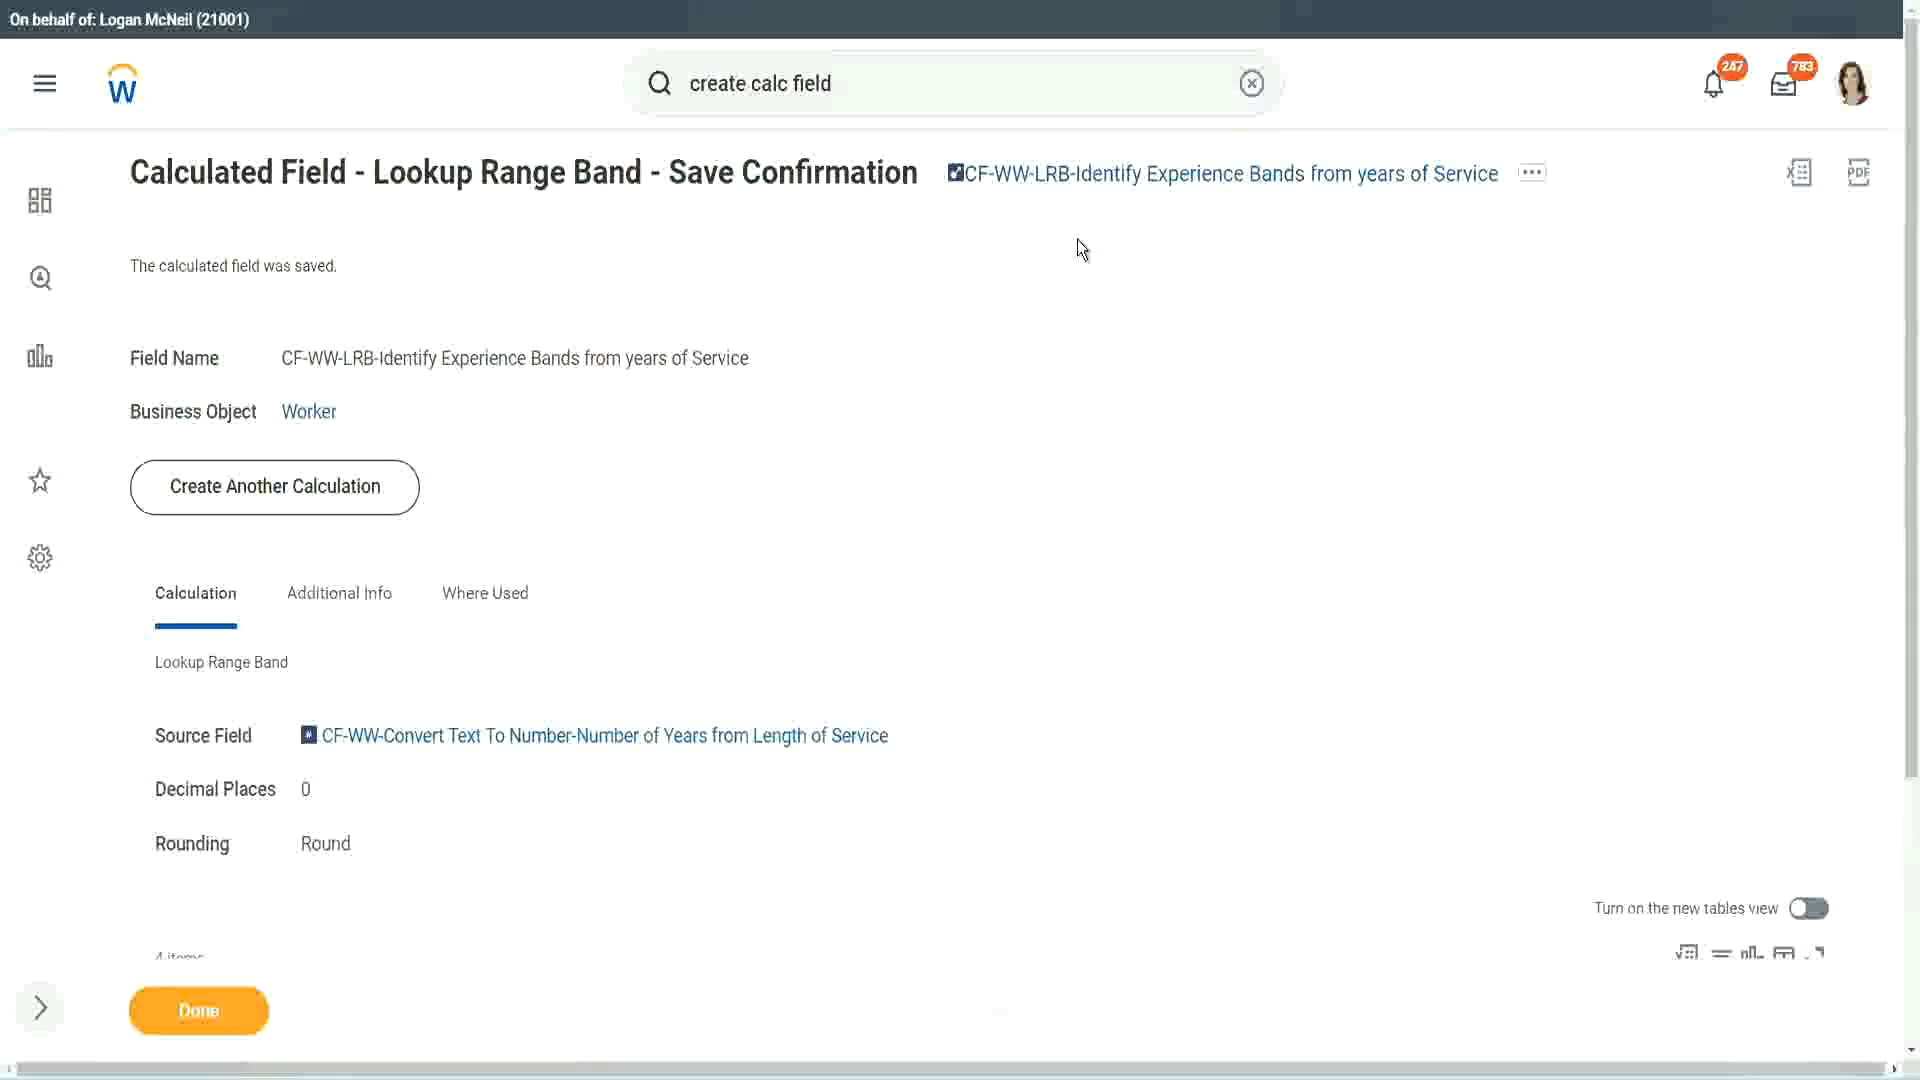 On behalf of: Logan McNeil (21001)
create calc field
247
783
Calculated Field - Lookup Range Band - Save Confirmation
CF-WW-LRB-Identify Experience Bands from years of Service
PDF
The calculated field was saved.
Field Name CF-WW-LRB-Identify Experience Bands from years of Service
Business Object Worker
Create Another Calculation
Calculation Additional Info Where Used
Lookup Range Band
Source Field CF-WW-Convert Text To Number-Number of Years from Length of Service
Decimal Places 0
Rounding Round
Turn on the new tables view
4 items
Done